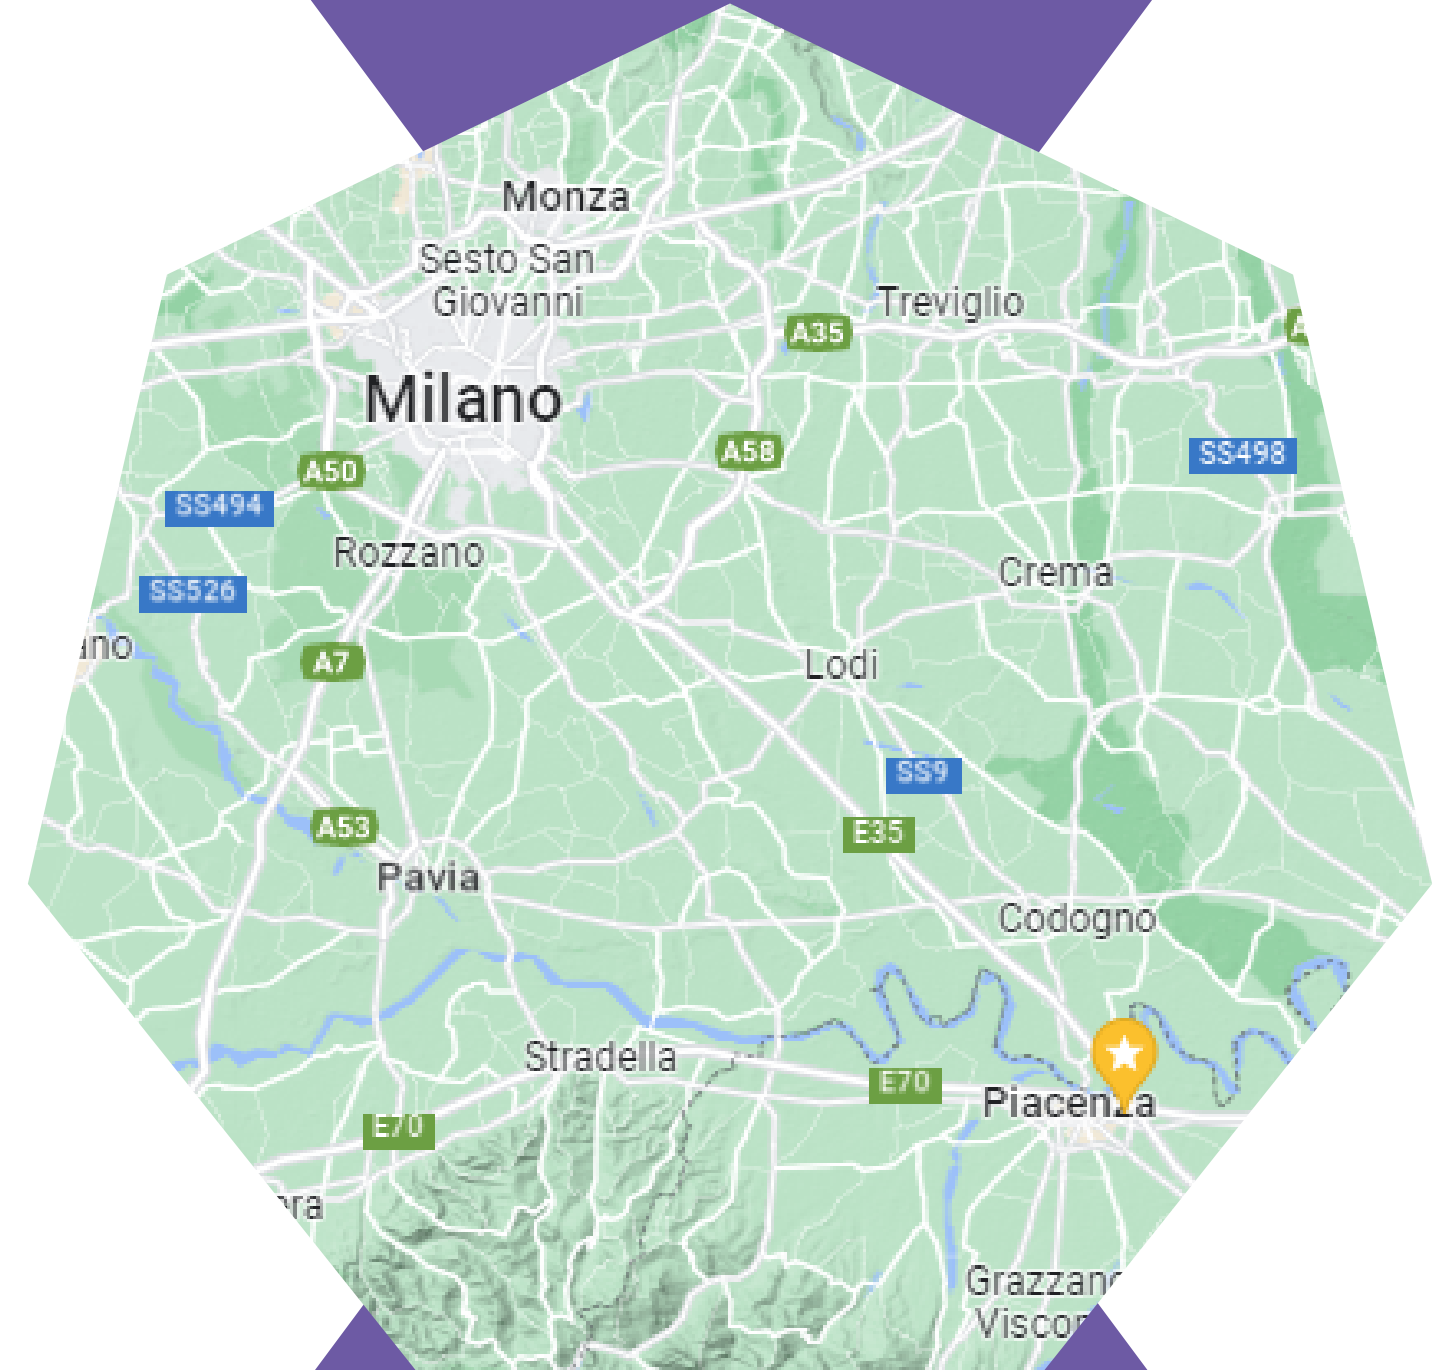 Monza
Sesto San
Giovanni
Treviglio
A35
Milano
A58
SS498
A50
SS494
Rozzano
Crema
SS526
Lodi
A7
SS9
A53
E35
Pavia
Codogno
Stradella
E70
Piacenza
E70
Grazzano